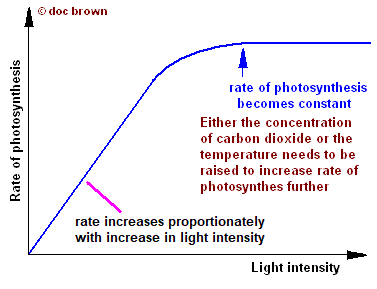 © doc brown
Rate of photosynthesis
rate of photosynthesis
becomes constant
Either the concentration
of carbon dioxide or the
temperature needs to be
raised to increase rate of
photosynthes further
rate increases proportionately
with increase in light intensity
Light intensity